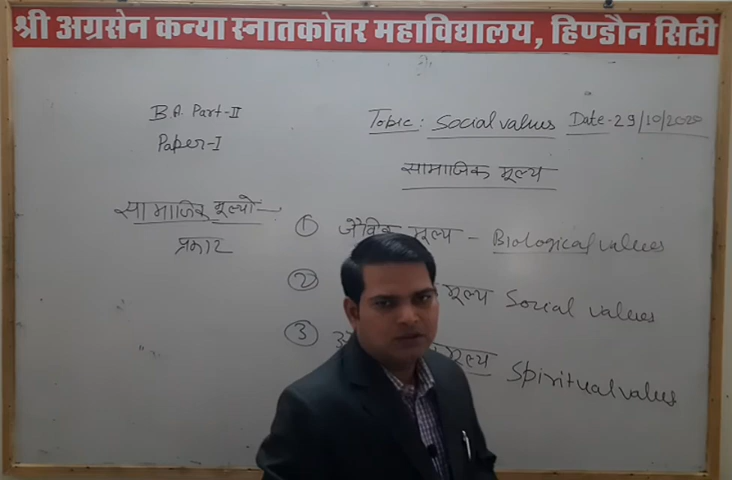 श्री अग्रसेन कन्या स्नातकोत्तर महाविद्यालय, हिण्डौन सिटी
B.A. Part-II
Paper-I
Topic: Social values Date-29/10/2020
सामाजिक मूल्य
सामाजिक मूल्यो-
प्रकार
① जैविक मूल्य - Biological values
② मूल्य Social values
③ मूल्य Spiritual values